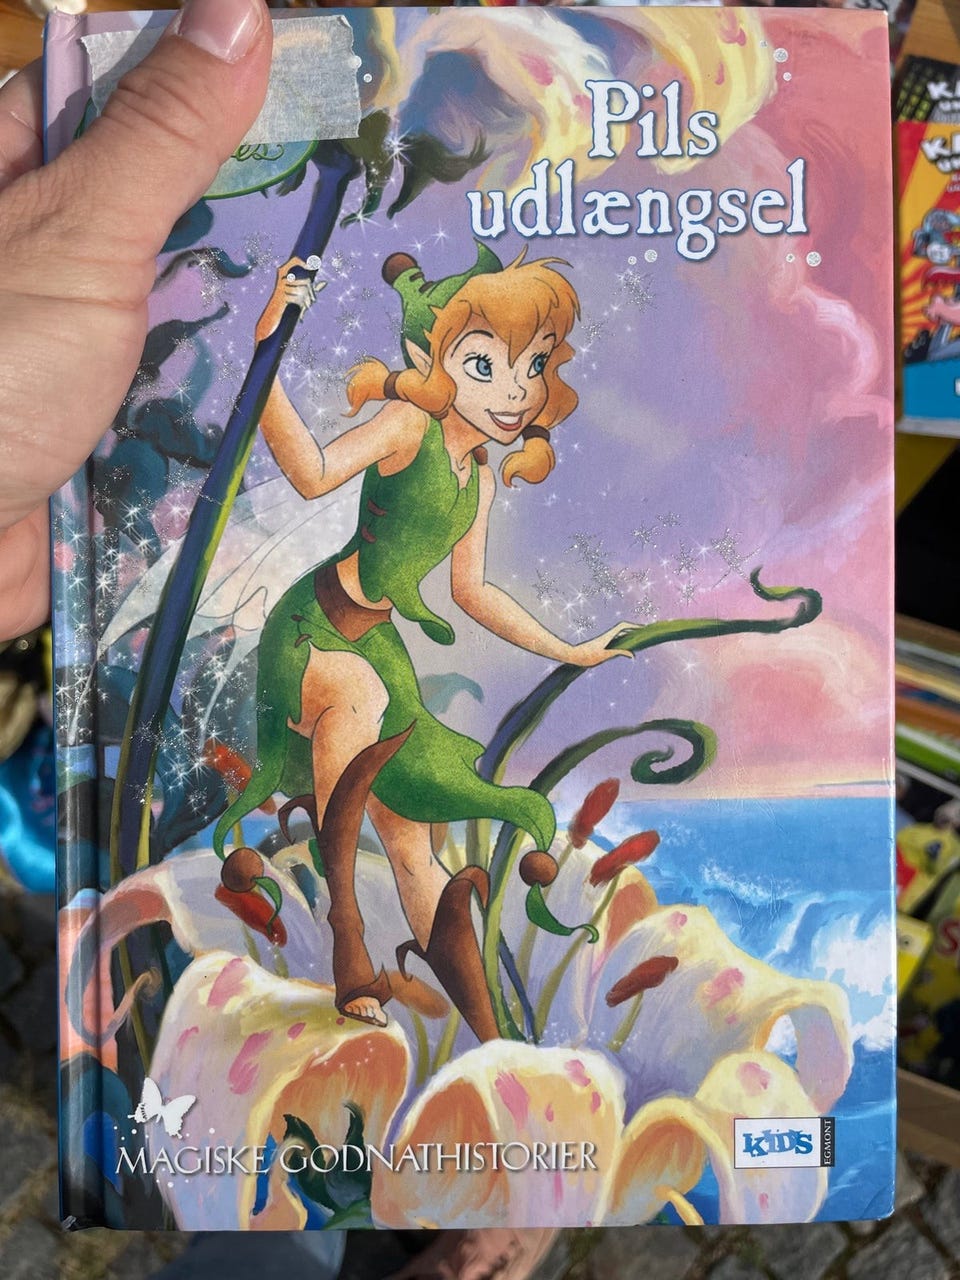 Pils
udlængsel
MAGISKE GODNATHISTORIER
KIDS
EGMONT